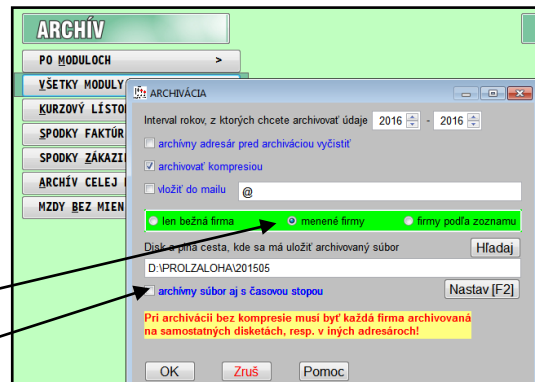 ARCHÍV
PO MODULOCH >
VŠETKY MODULY
KURZOVÝ LÍSTO
SPODKY FAKTÚR
SPODKY ZÁKAZI
ARCHÍV CELEJ
MZDY BEZ MIEN
ARCHIVÁCIA
Interval rokov, z ktorých chcete archivovať údaje 2016 - 2016
archívny adresár pred archiváciou vyčistiť
archivovať kompresiou
vložiť do mailu @
len bežná firma menené firmy firmy podľa zoznamu
Disk a plná cesta, kde sa má uložiť archivovaný súbor Hľadaj
D:\PROLZALOHA\201505
archívny súbor aj s časovou stopou Nastav [F2]
Pri archivácii bez kompresie musí byť každá firma archivovaná
na samostatných disketách, resp. v iných adresároch!
OK Zruš Pomoc